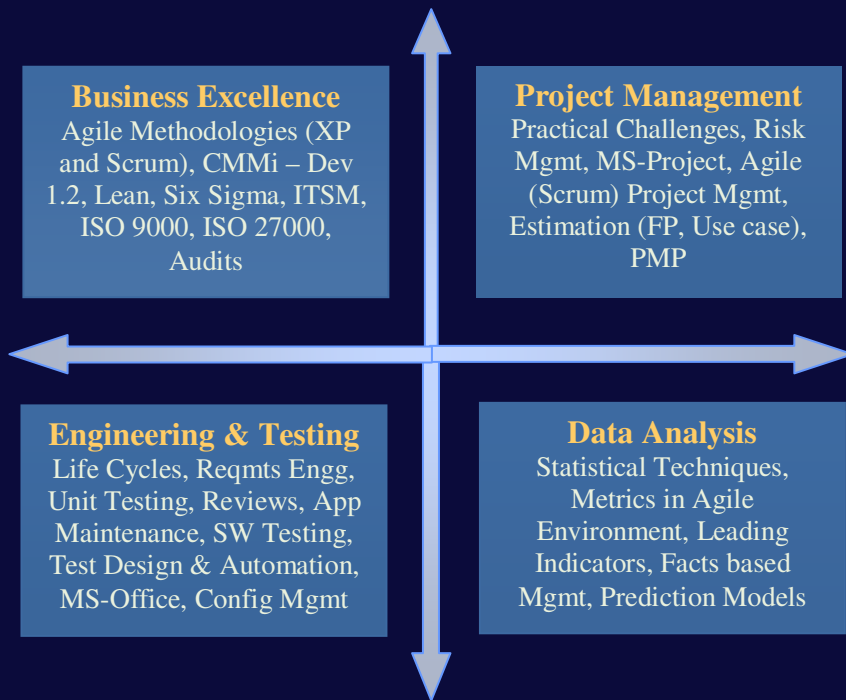 Business Excellence
Agile Methodologies (XP
and Scrum), CMMi – Dev
1.2, Lean, Six Sigma, ITSM,
ISO 9000, ISO 27000,
Audits
Project Management
Practical Challenges, Risk
Mgmt, MS-Project, Agile
(Scrum) Project Mgmt,
Estimation (FP, Use case),
PMP
Engineering & Testing
Life Cycles, Reqmts Engg,
Unit Testing, Reviews, App
Maintenance, SW Testing,
Test Design & Automation,
MS-Office, Config Mgmt
Data Analysis
Statistical Techniques,
Metrics in Agile
Environment, Leading
Indicators, Facts based
Mgmt, Prediction Models